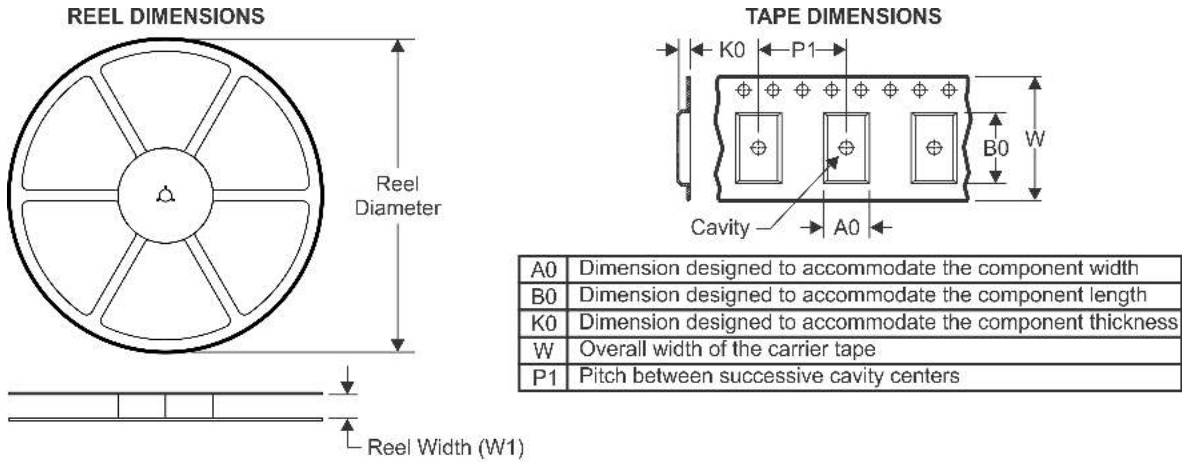 REEL DIMENSIONS
Reel
Diameter
Reel Width (W1)
TAPE DIMENSIONS
K0
P1
B0
W
Cavity
A0
A0 Dimension designed to accommodate the component width
B0 Dimension designed to accommodate the component length
K0 Dimension designed to accommodate the component thickness
W Overall width of the carrier tape
P1 Pitch between successive cavity centers